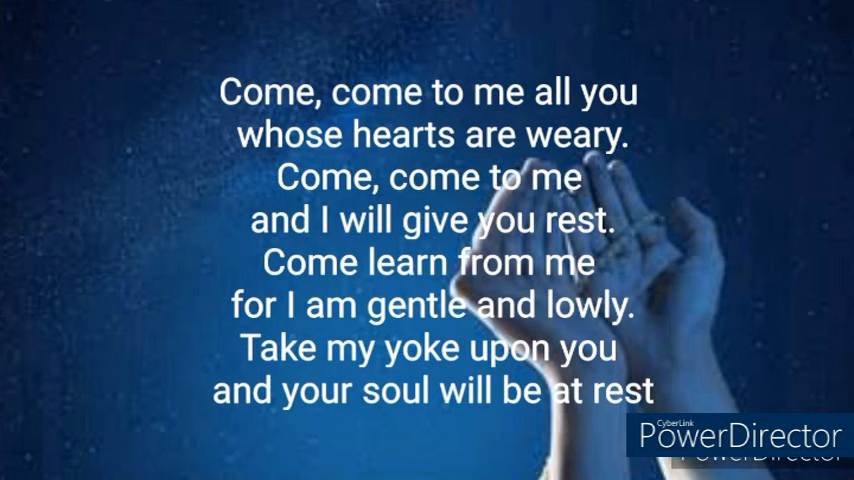 Come, come to me all you
whose hearts are weary.
Come, come to me
and I will give you rest.
Come learn from me
for I am gentle and lowly.
Take my yoke upon you
and your soul will be at rest
CyberLink
PowerDirector
PowerDirector